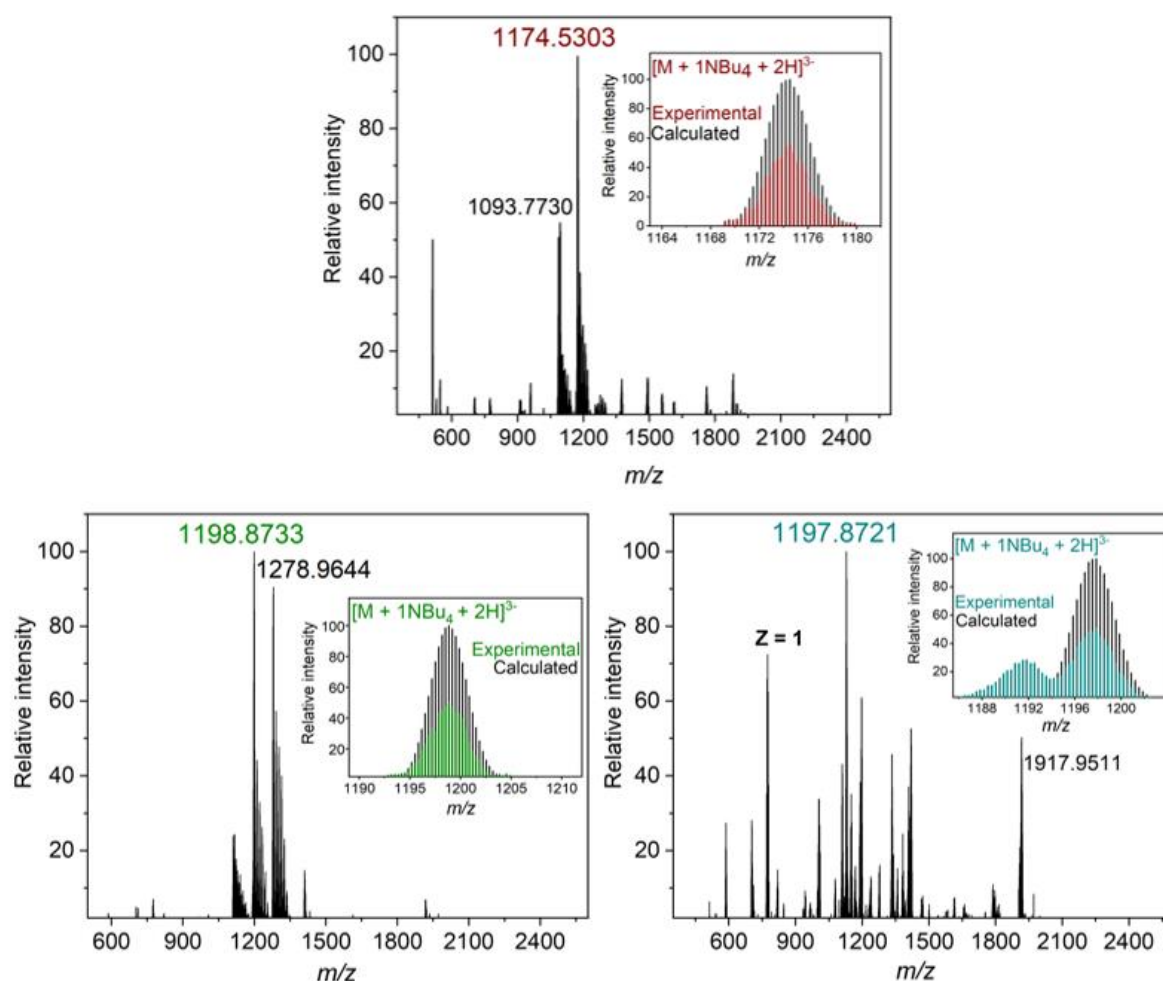 1174.5303
1093.7730
Relative intensity
100
80
60
40
20
600 900 1200 1500 1800 2100 2400
m/z
[M + 1NBu4 + 2H]3-
Experimental
Calculated
Relative intensity
100
80
60
40
20
0
1164 1168 1172 1176 1180
m/z
1198.8733
1278.9644
Relative intensity
100
80
60
40
20
600 900 1200 1500 1800 2100 2400
m/z
[M + 1NBu4 + 2H]3-
Experimental
Calculated
Relative intensity
100
80
60
40
20
1190 1195 1200 1205 1210
m/z
1197.8721
Z = 1
1917.9511
Relative intensity
100
80
60
40
20
600 900 1200 1500 1800 2100 2400
m/z
[M + 1NBu4 + 2H]3-
Experimental
Calculated
Relative intensity
100
80
60
40
20
1188 1192 1196 1200
m/z